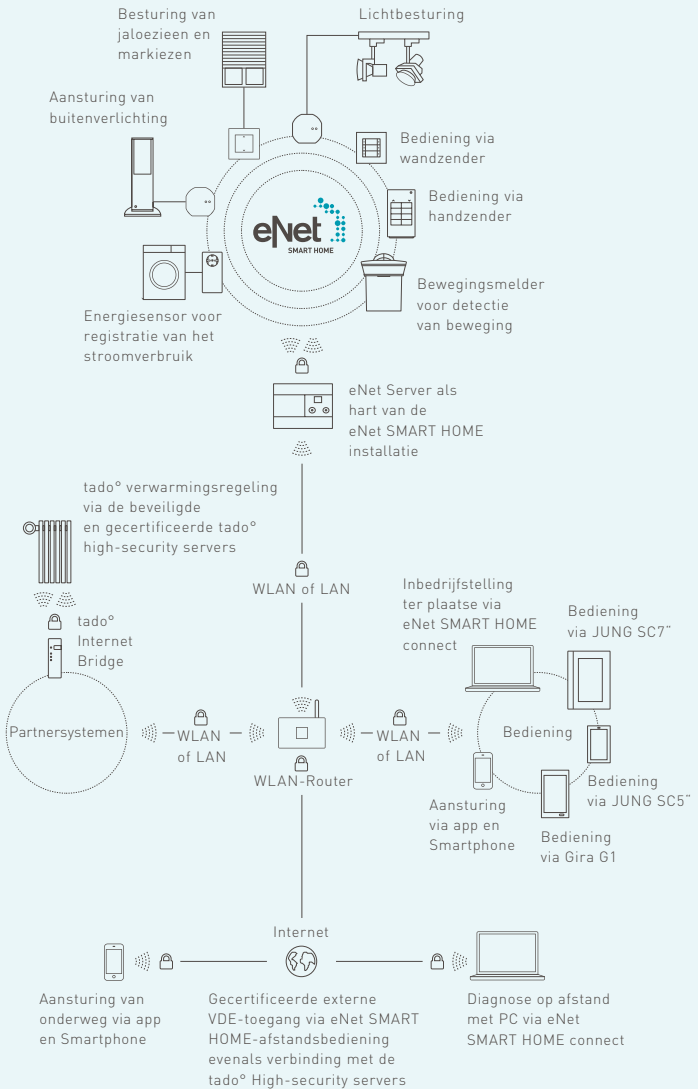 Besturing van
jaloezieen en
markiezen
Lichtbesturing
Aansturing van
buitenverlichting
Bediening via
wandzender
Bediening via
handzender
eNet
SMART HOME
Bewegingsmelder
voor detectie
van beweging
Energiesensor voor
registratie van het
stroomverbruik
eNet Server als
hart van de
eNet SMART HOME
installatie
tado° verwarmingsregeling
via de beveiligde
en gecertificeerde tado°
high-security servers
WLAN of LAN
tado°
Internet
Bridge
Inbedrijfstelling
ter plaatse via
eNet SMART HOME
connect
Bediening
via JUNG SC7"
Partnersystemen
WLAN
of LAN
WLAN-Router
WLAN
of LAN
Bediening
Aansturing
via app en
Smartphone
Bediening
via JUNG SC5"
Bediening
via Gira G1
Internet
Aansturing van
onderweg via app
en Smartphone
Gecertificeerde externe
VDE-toegang via eNet SMART
HOME-afstandsbediening
evenals verbinding met de
tado° High-security servers
Diagnose op afstand
met PC via eNet
SMART HOME connect